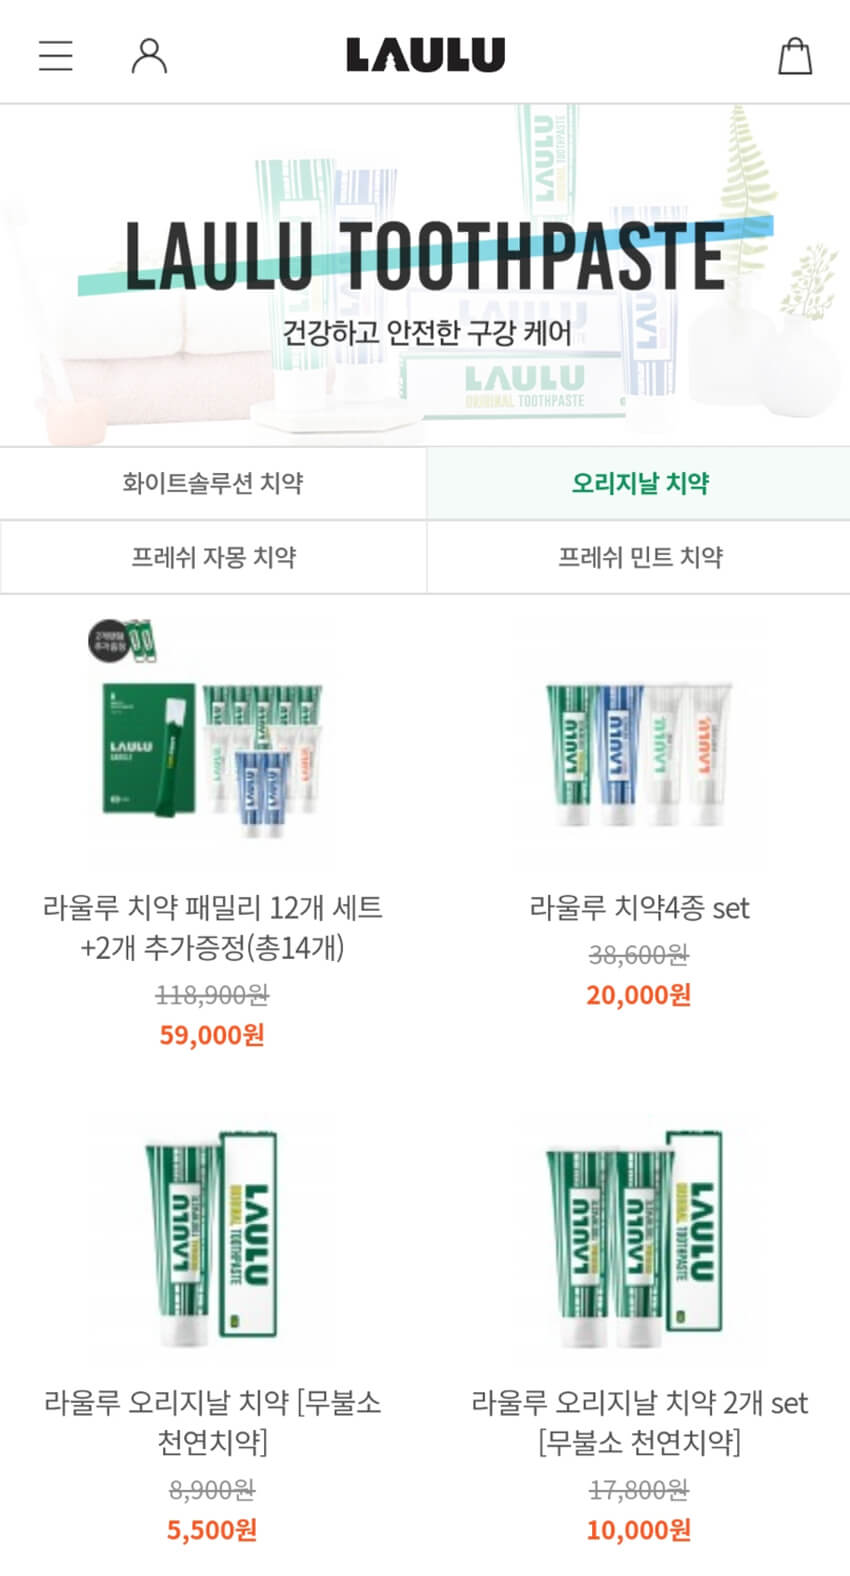 LAULU
LAULU TOOTHPASTE
건강하고 안전한 구강 케어
LAULU
ORIGINAL TOOTHPASTE
화이트솔루션 치약
오리지날 치약
프레쉬 자몽 치약
프레쉬 민트 치약
LAULU
라울루 치약 패밀리 12개 세트
+2개 추가증정(총14개)
118,900원
59,000원
LAULU
LAULU
LAULU
LAULU
라울루 치약4종 set
38,600원
20,000원
LAULU
LAULU
ORIGINAL TOOTHPASTE
라울루 오리지날 치약 [무불소
천연치약]
8,900원
5,500원
LAULU
LAULU
LAULU
ORIGINAL TOOTHPASTE
라울루 오리지날 치약 2개 set
[무불소 천연치약]
17,800원
10,000원